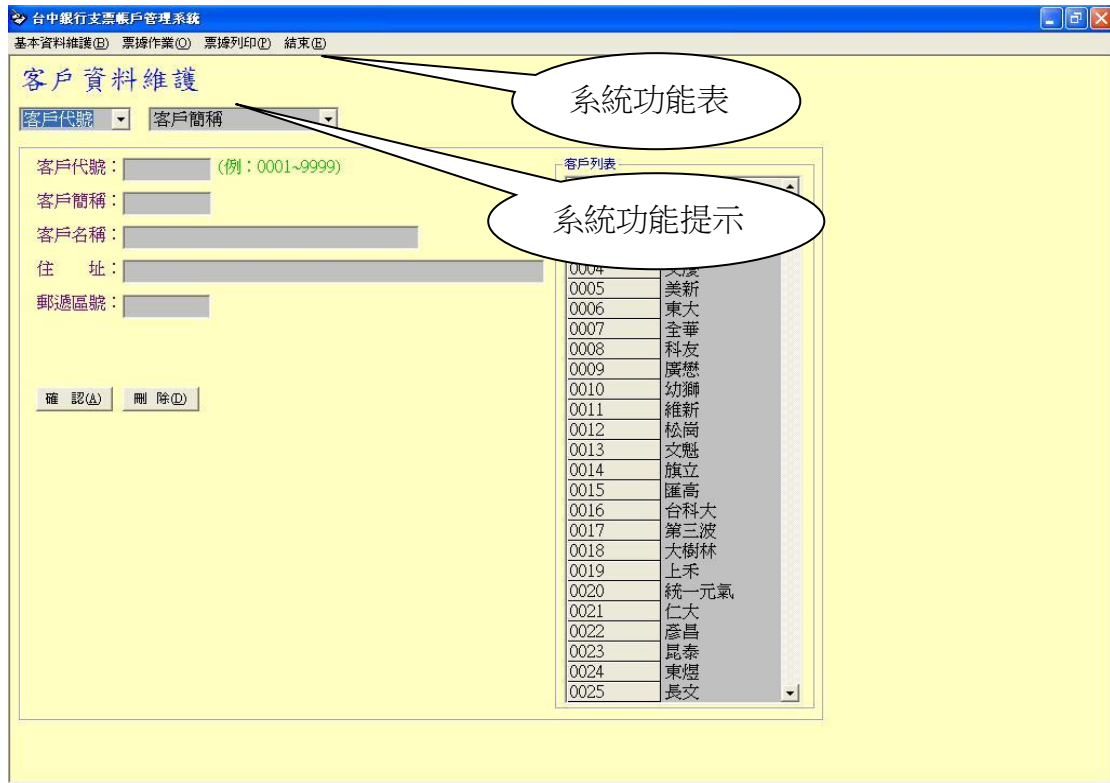 台中銀行支票帳戶管理系統
基本資料維護(B) 票據作業(O) 票據列印(P) 結束(E)
客戶資料維護
系統功能表
客戶代號 客戶簡稱
客戶代號： (例：0001~9999)
客戶列表
客戶簡稱：
系統功能提示
客戶名稱：
住 址：
0004 文慶
0005 美新
郵遞區號：
0006 東大
0007 全華
0008 科友
0009 廣懋
確 認(A) 刪 除(D)
0010 幼獅
0011 維新
0012 松崗
0013 文魁
0014 旗立
0015 匯高
0016 台科大
0017 第三波
0018 大樹林
0019 上禾
0020 統一元氣
0021 仁大
0022 彥昌
0023 昆泰
0024 東煜
0025 長文